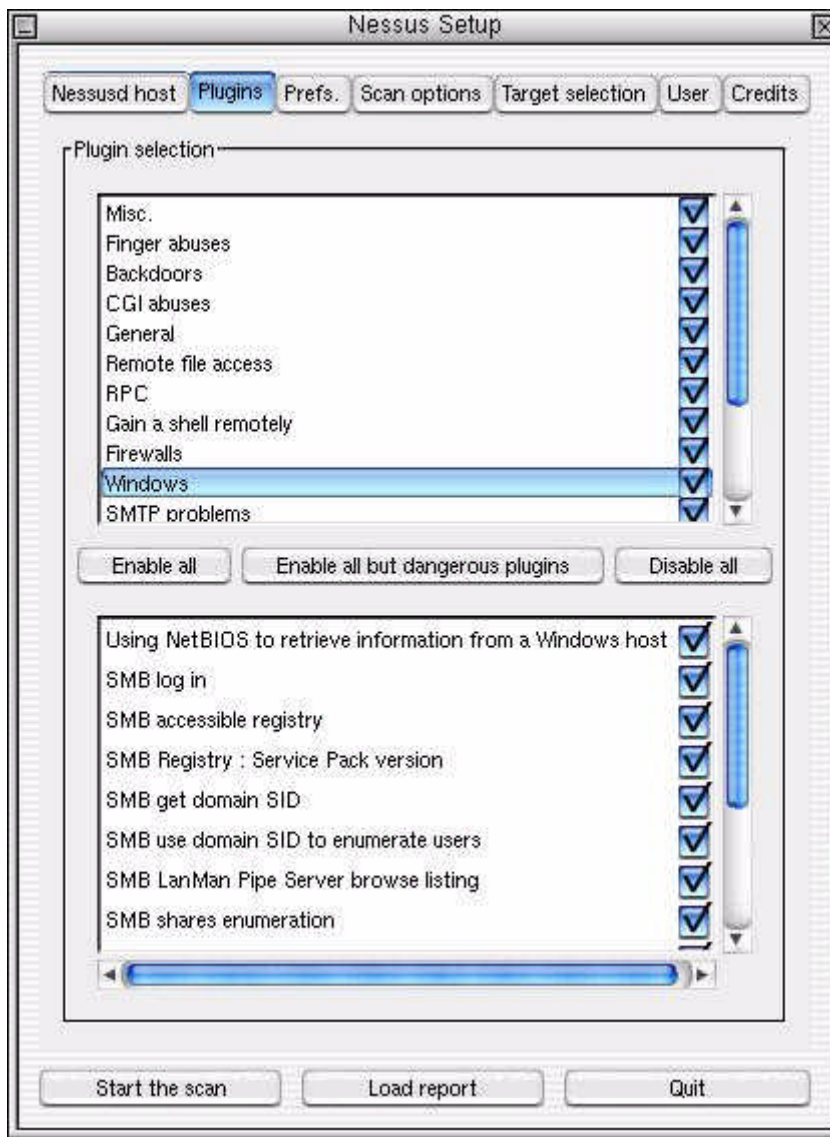 Nessus Setup
Nessusd host Plugins Prefs. Scan options Target selection User Credits
Plugin selection
Misc.
Finger abuses
Backdoors
CGI abuses
General
Remote file access
RPC
Gain a shell remotely
Firewalls
Windows
SMTP problems
Enable all Enable all but dangerous plugins Disable all
Using NetBIOS to retrieve information from a Windows host
SMB log in
SMB accessible registry
SMB Registry : Service Pack version
SMB get domain SID
SMB use domain SID to enumerate users
SMB LanMan Pipe Server browse listing
SMB shares enumeration
Start the scan Load report Quit